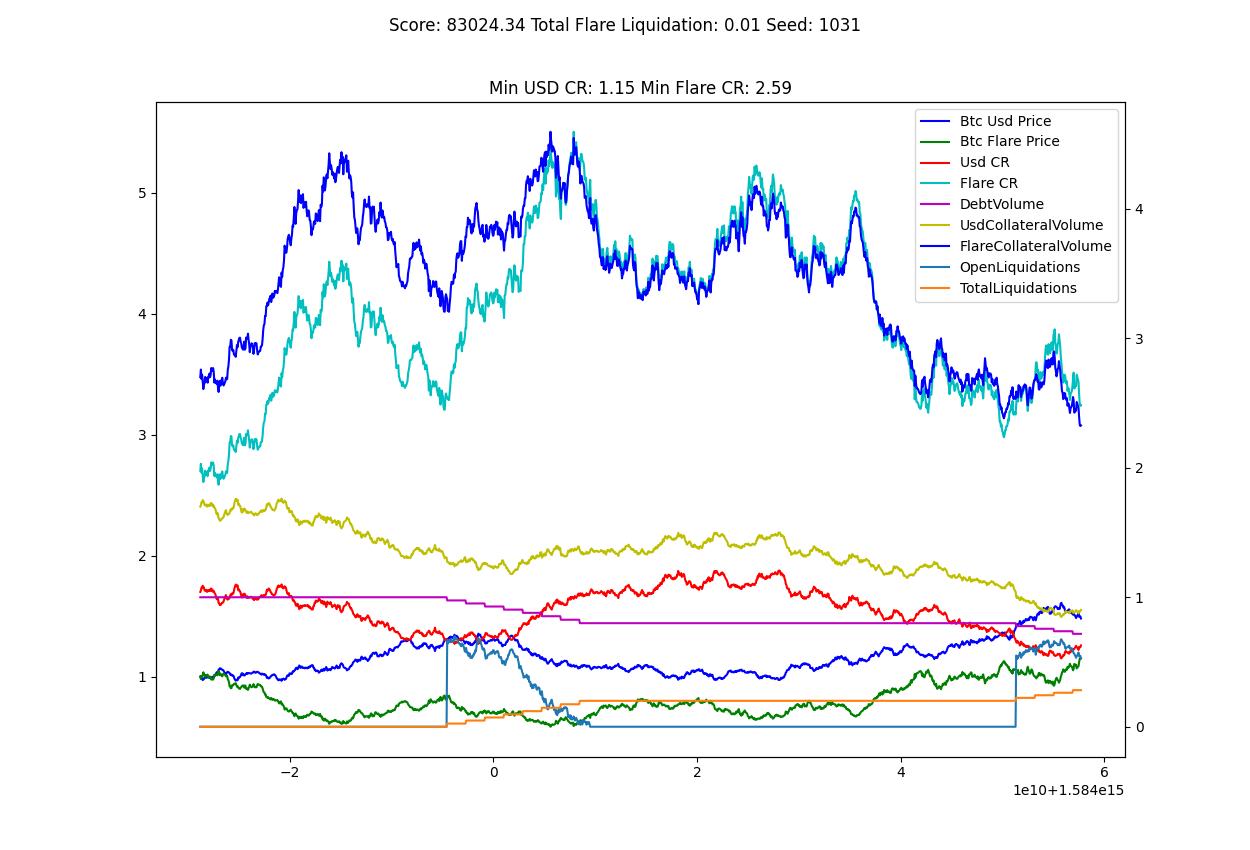 Score: 83024.34 Total Flare Liquidation: 0.01 Seed: 1031
Min USD CR: 1.15 Min Flare CR: 2.59
Btc Usd Price
Btc Flare Price
Usd CR
Flare CR
DebtVolume
UsdCollateralVolume
FlareCollateralVolume
OpenLiquidations
TotalLiquidations
5
4
3
2
1
4
3
2
1
0
−2
0
2
4
6
1e10+1.584e15